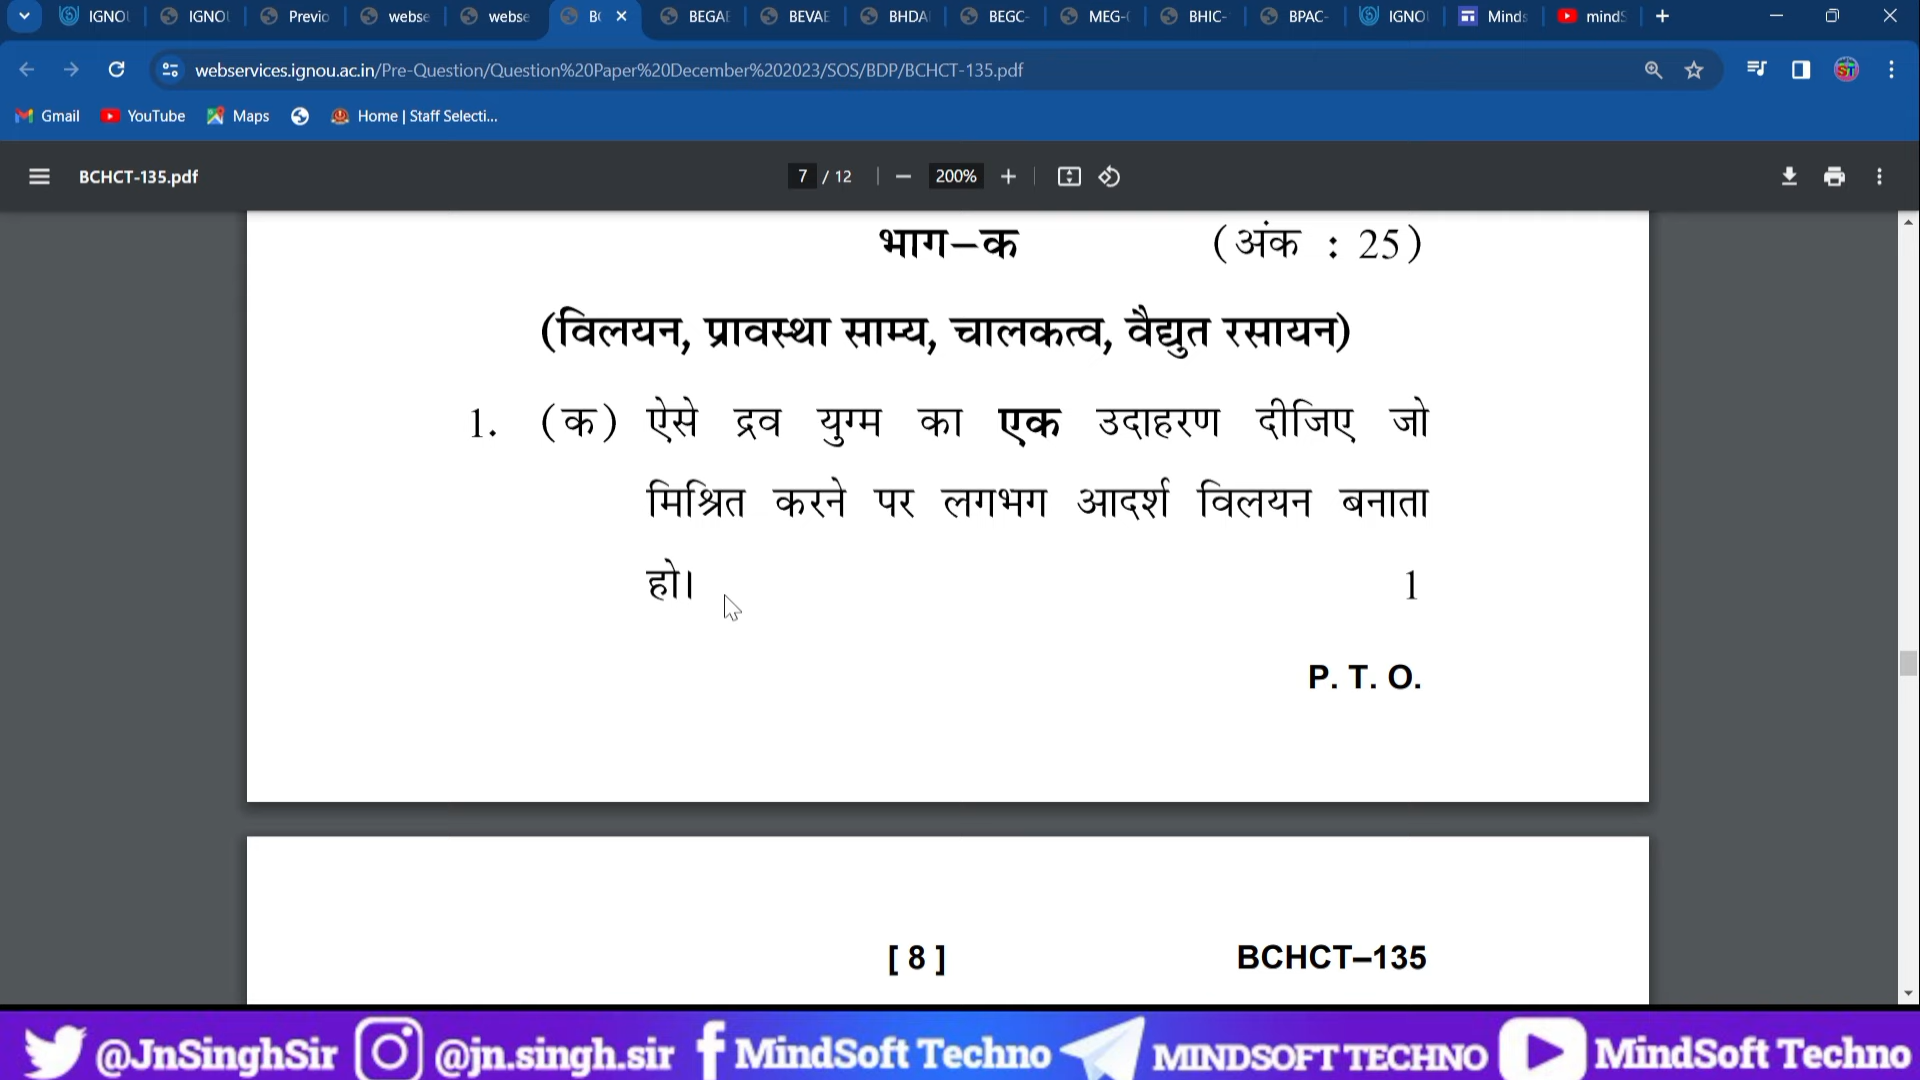 IGNOU IGNOU Previo webse webse BC BEGAE BEVAE BHDA BEGC- MEG-0 BHIC- BPAC- IGNOU Minds mindS
webservices.ignou.ac.in/Pre-Question/Question%20Paper%20December%202023/SOS/BDP/BCHCT-135.pdf
Gmail YouTube Maps Home | Staff Selecti...
BCHCT-135.pdf 7 / 12 200%
भाग–क (अंक : 25)
(विलयन, प्रावस्था साम्य, चालकत्व, वैद्युत रसायन)
1. (क) ऐसे द्रव युग्म का एक उदाहरण दीजिए जो
मिश्रित करने पर लगभग आदर्श विलयन बनाता
हो। 1
P. T. O.
[ 8 ] BCHCT–135
@JnSinghSir @jn.singh.sir MindSoft Techno MINDSOFT TECHNO MindSoft Techno